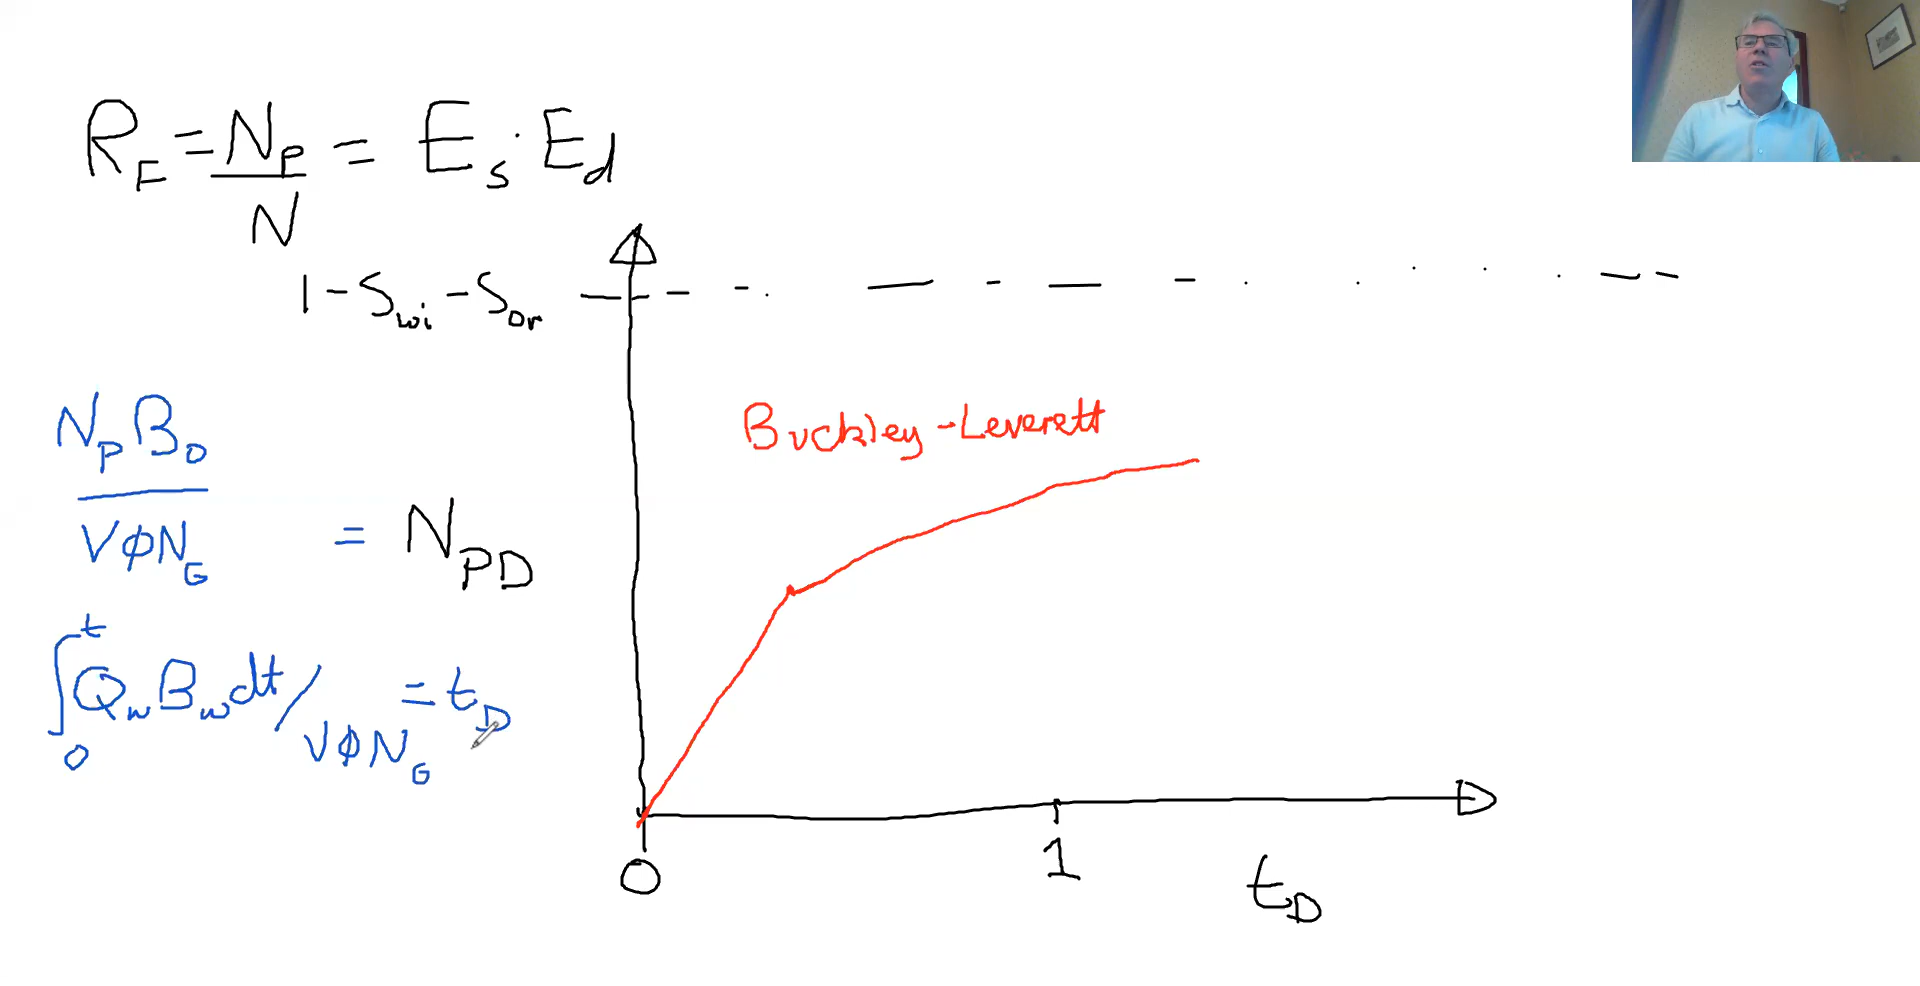 R_F = N_P / N = E_s · E_d
1 - S_wi - S_or
Buckley-Leverett
N_P B_o / VφN_G = N_PD
∫_0^t Q_w B_w dt / VφN_G = t_D
0
1
t_D